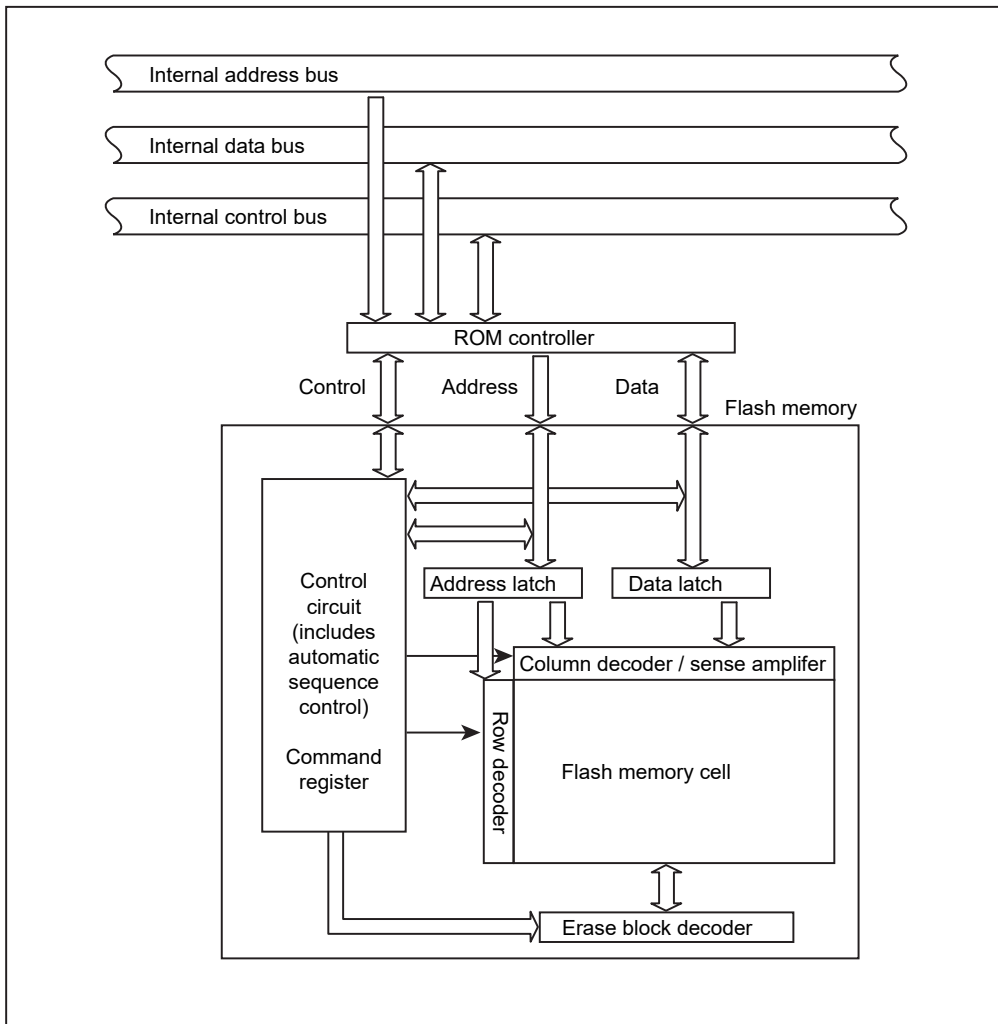 Internal address bus
Internal data bus
Internal control bus
ROM controller
Control
Address
Data
Flash memory
Control
circuit
(includes
automatic
sequence
control)
Command
register
Address latch
Data latch
Column decoder / sense amplifer
Row decoder
Flash memory cell
Erase block decoder